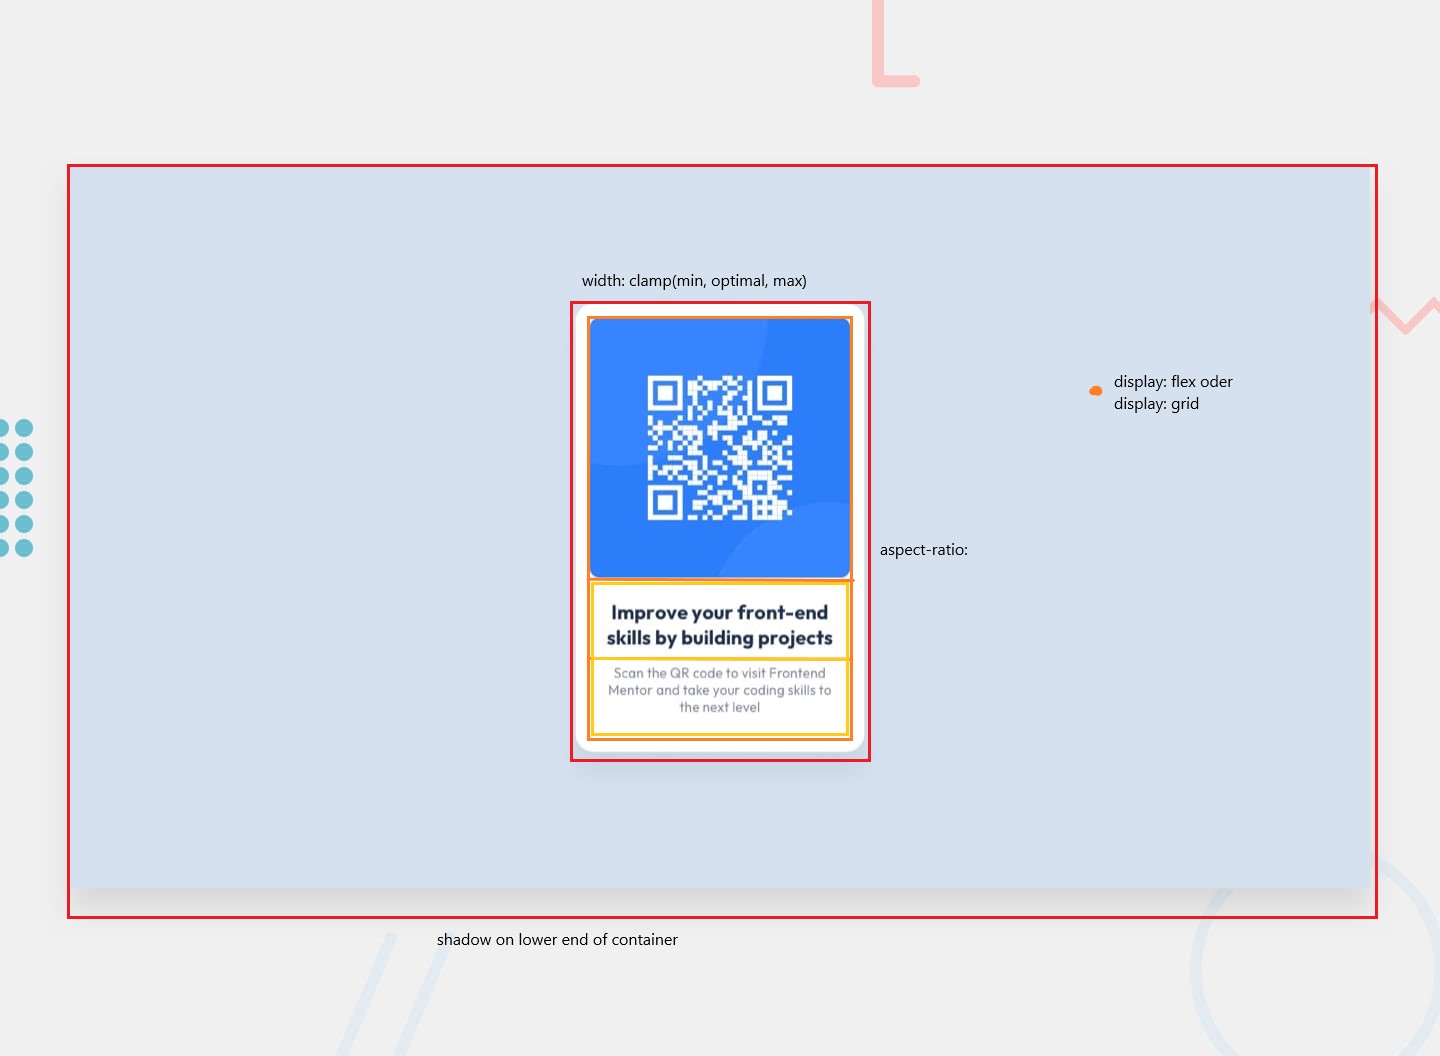 width: clamp(min, optimal, max)
display: flex oder
display: grid
aspect-ratio:
Improve your front-end
skills by building projects
Scan the QR code to visit Frontend
Mentor and take your coding skills to
the next level
shadow on lower end of container